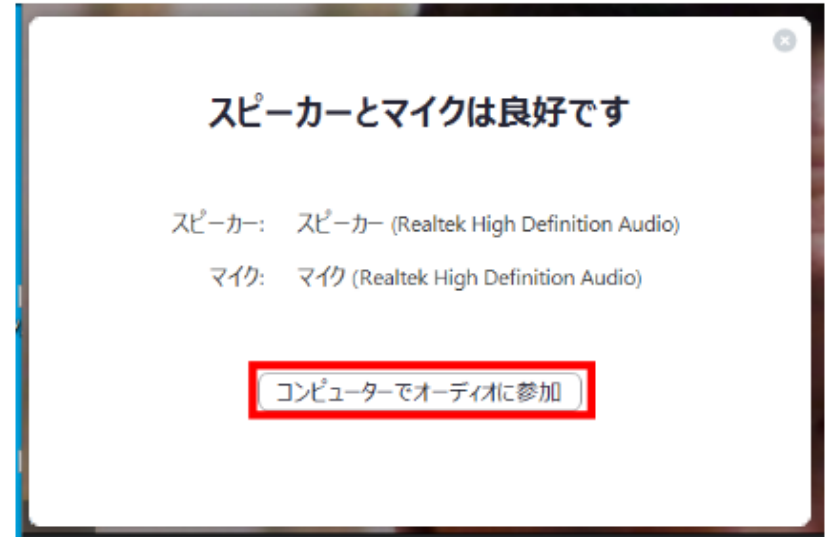 スピーカーとマイクは良好です
スピーカー: スピーカー (Realtek High Definition Audio)
マイク: マイク (Realtek High Definition Audio)
コンピューターでオーディオに参加